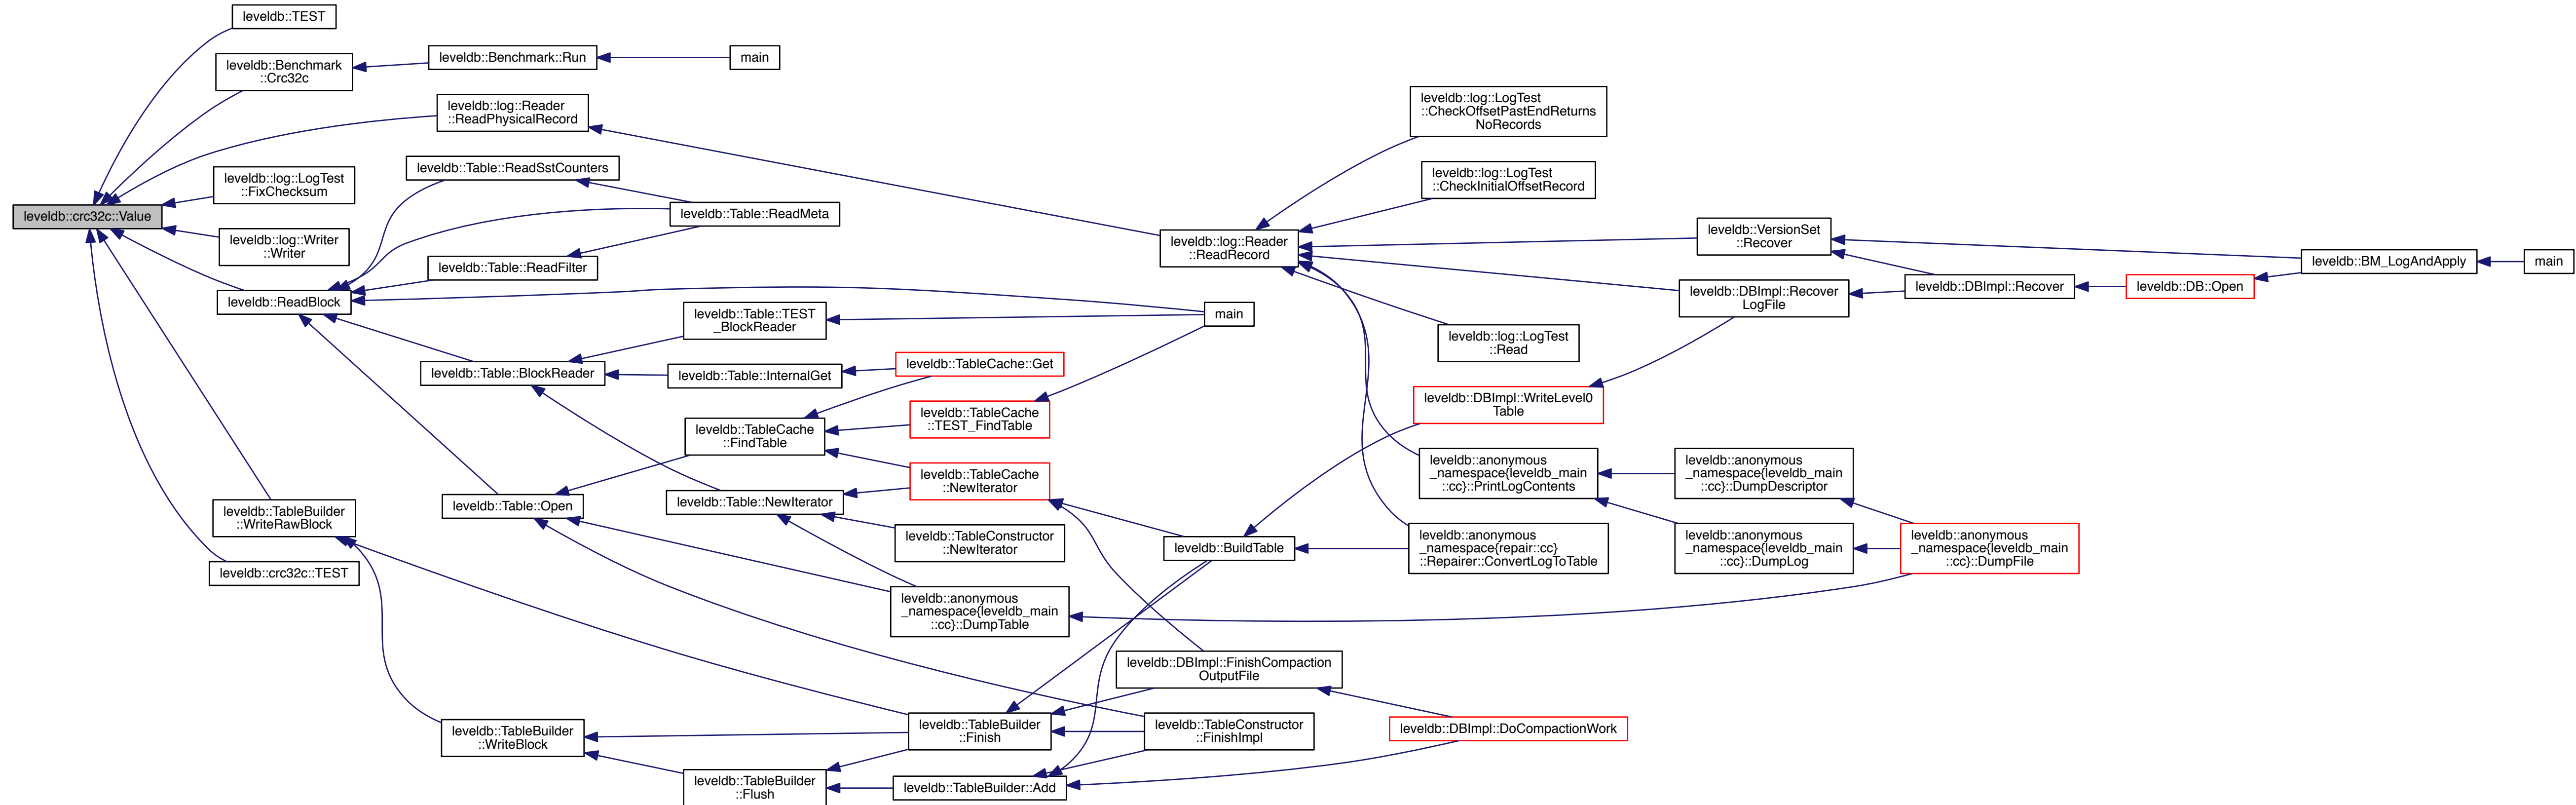 leveldb::TEST
leveldb::Benchmark
::Crc32c
leveldb::Benchmark::Run
main
leveldb::log::Reader
::ReadPhysicalRecord
leveldb::log::LogTest
::FixChecksum
leveldb::crc32c::Value
leveldb::log::Writer
::Writer
leveldb::ReadBlock
leveldb::TableBuilder
::WriteRawBlock
leveldb::crc32c::TEST
leveldb::Table::ReadSstCounters
leveldb::Table::ReadMeta
leveldb::Table::ReadFilter
leveldb::Table::TEST
_BlockReader
main
leveldb::Table::BlockReader
leveldb::Table::InternalGet
leveldb::TableCache::Get
leveldb::TableCache
::FindTable
leveldb::TableCache
::TEST_FindTable
leveldb::TableCache
::NewIterator
leveldb::Table::Open
leveldb::Table::NewIterator
leveldb::TableConstructor
::NewIterator
leveldb::anonymous
_namespace{leveldb_main
::cc}::DumpTable
leveldb::BuildTable
leveldb::DBImpl::FinishCompaction
OutputFile
leveldb::TableBuilder
::WriteBlock
leveldb::TableBuilder
::Finish
leveldb::TableConstructor
::FinishImpl
leveldb::TableBuilder
::Flush
leveldb::TableBuilder::Add
leveldb::DBImpl::DoCompactionWork
leveldb::log::Reader
::ReadRecord
leveldb::log::LogTest
::CheckOffsetPastEndReturns
NoRecords
leveldb::log::LogTest
::CheckInitialOffsetRecord
leveldb::VersionSet
::Recover
leveldb::DBImpl::Recover
LogFile
leveldb::DBImpl::Recover
leveldb::DB::Open
leveldb::BM_LogAndApply
main
leveldb::log::LogTest
::Read
leveldb::DBImpl::WriteLevel0
Table
leveldb::anonymous
_namespace{leveldb_main
::cc}::PrintLogContents
leveldb::anonymous
_namespace{leveldb_main
::cc}::DumpDescriptor
leveldb::anonymous
_namespace{repair::cc}
::Repairer::ConvertLogToTable
leveldb::anonymous
_namespace{leveldb_main
::cc}::DumpLog
leveldb::anonymous
_namespace{leveldb_main
::cc}::DumpFile